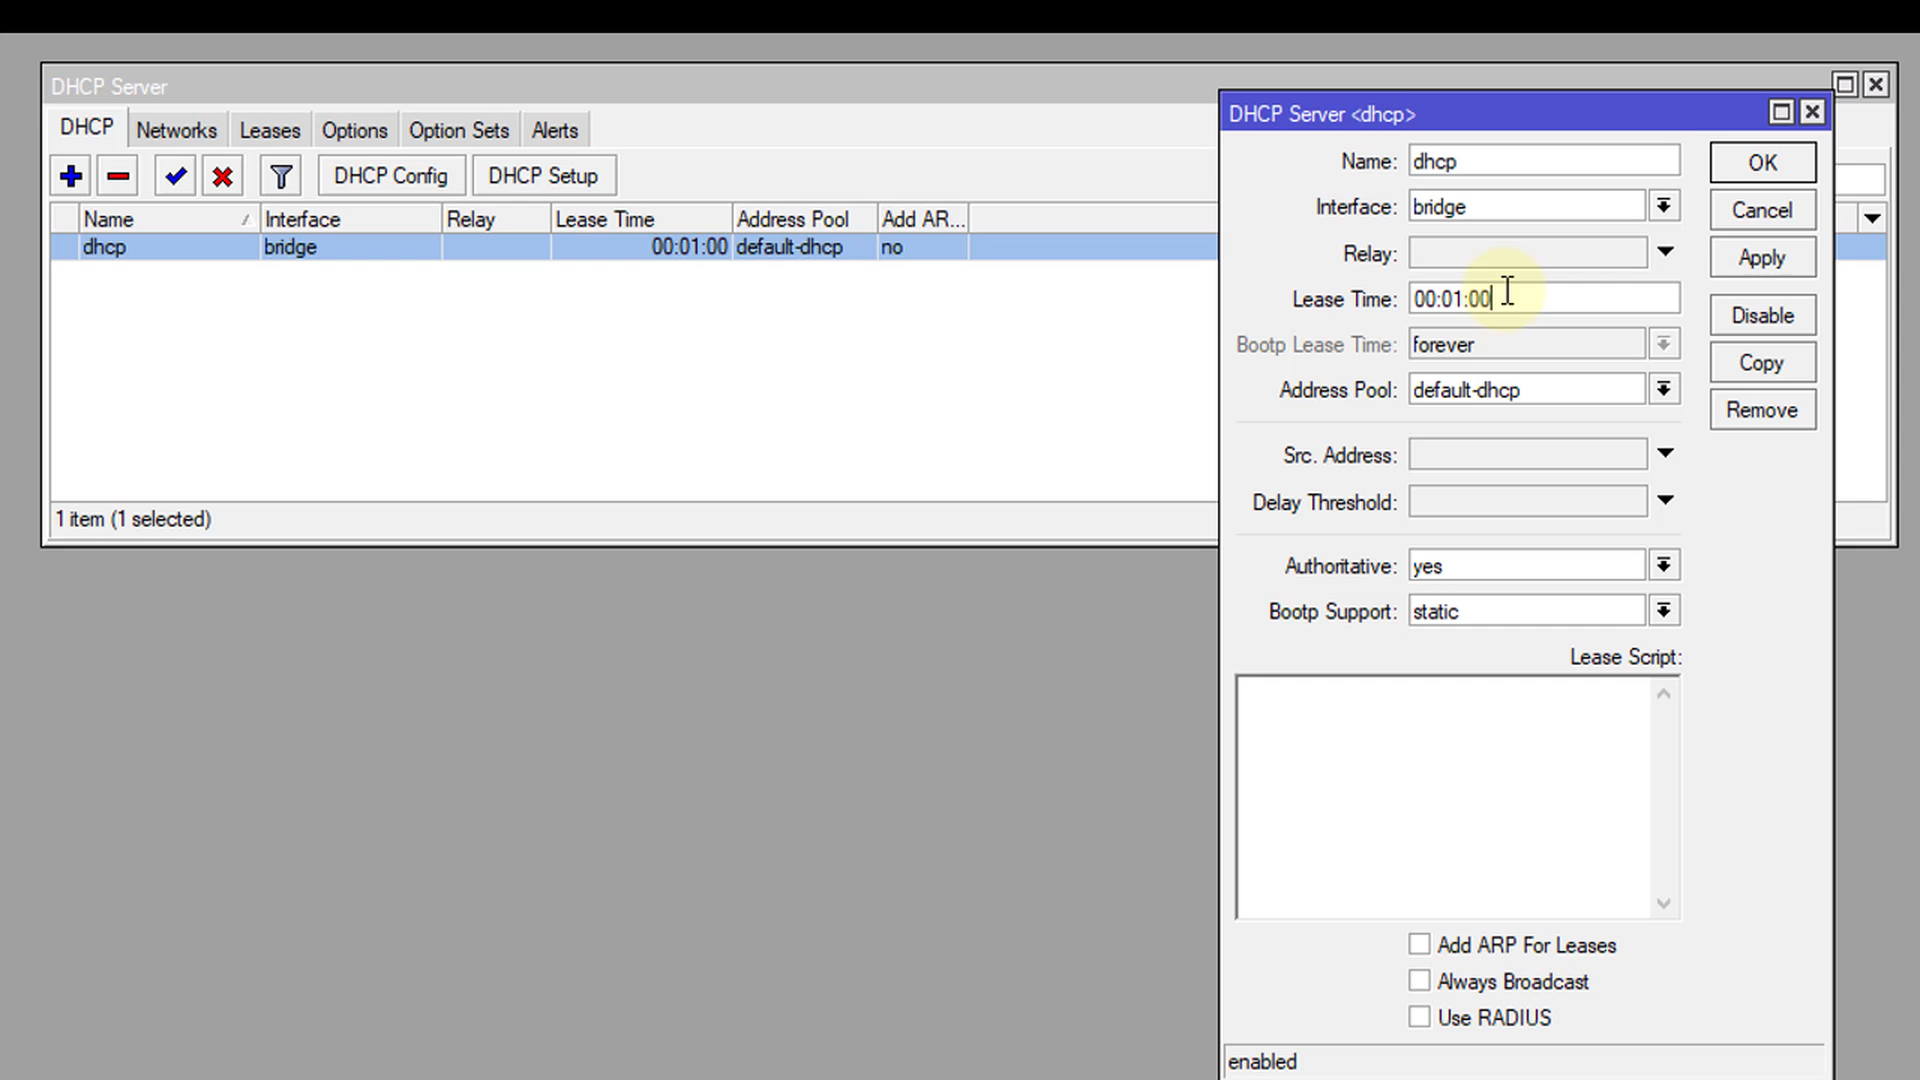 DHCP Server
DHCP Networks Leases Options Option Sets Alerts
DHCP Config DHCP Setup
Name Interface Relay Lease Time Address Pool Add AR...
dhcp bridge 00:01:00 default-dhcp no
1 item (1 selected)
DHCP Server <dhcp>
Name: dhcp
Interface: bridge
Relay:
Lease Time: 00:01:00
Bootp Lease Time: forever
Address Pool: default-dhcp
Src. Address:
Delay Threshold:
Authoritative: yes
Bootp Support: static
Lease Script:
Add ARP For Leases
Always Broadcast
Use RADIUS
enabled
OK
Cancel
Apply
Disable
Copy
Remove